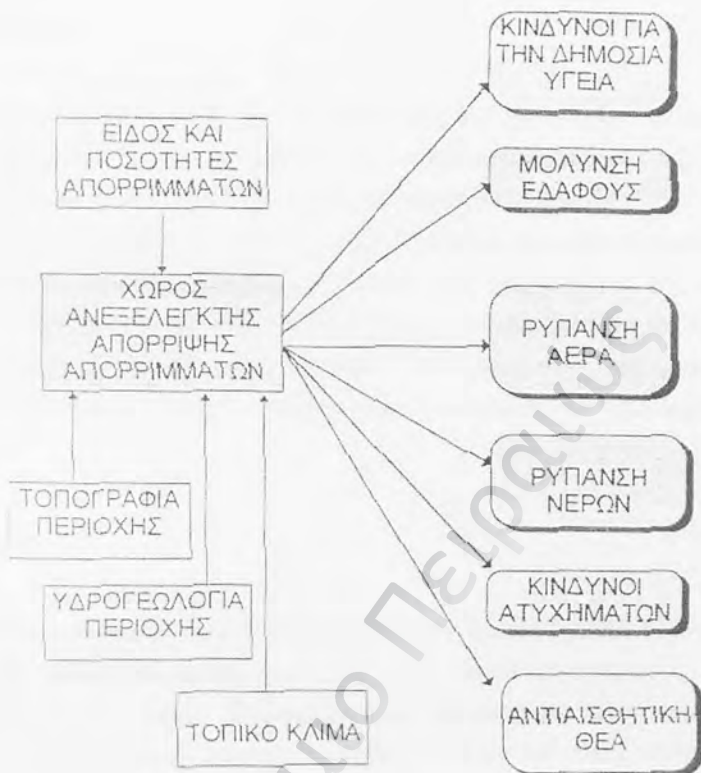 ΚΙΝΔΥΝΟΙ ΓΙΑ
ΤΗΝ ΔΗΜΟΣΙΑ
ΥΓΕΙΑ
ΕΙΔΟΣ ΚΑΙ
ΠΟΣΟΤΗΤΕΣ
ΑΠΟΡΡΙΜΜΑΤΩΝ
ΜΟΛΥΝΣΗ
ΕΔΑΦΟΥΣ
ΧΩΡΟΣ
ΑΝΕΞΕΛΕΓΚΤΗΣ
ΑΠΟΡΡΙΨΗΣ
ΑΠΟΡΡΙΜΜΑΤΩΝ
ΡΥΠΑΝΣΗ
ΑΕΡΑ
ΡΥΠΑΝΣΗ
ΝΕΡΩΝ
ΤΟΠΟΓΡΑΦΙΑ
ΠΕΡΙΟΧΗΣ
ΥΔΡΟΓΕΩΛΟΓΙΑ
ΠΕΡΙΟΧΗΣ
ΚΙΝΔΥΝΟΙ
ΑΤΥΧΗΜΑΤΩΝ
ΤΟΠΙΚΟ ΚΛΙΜΑ
ΑΝΤΙΑΙΣΘΗΤΙΚΗ
ΘΕΑ
Πειραιώς